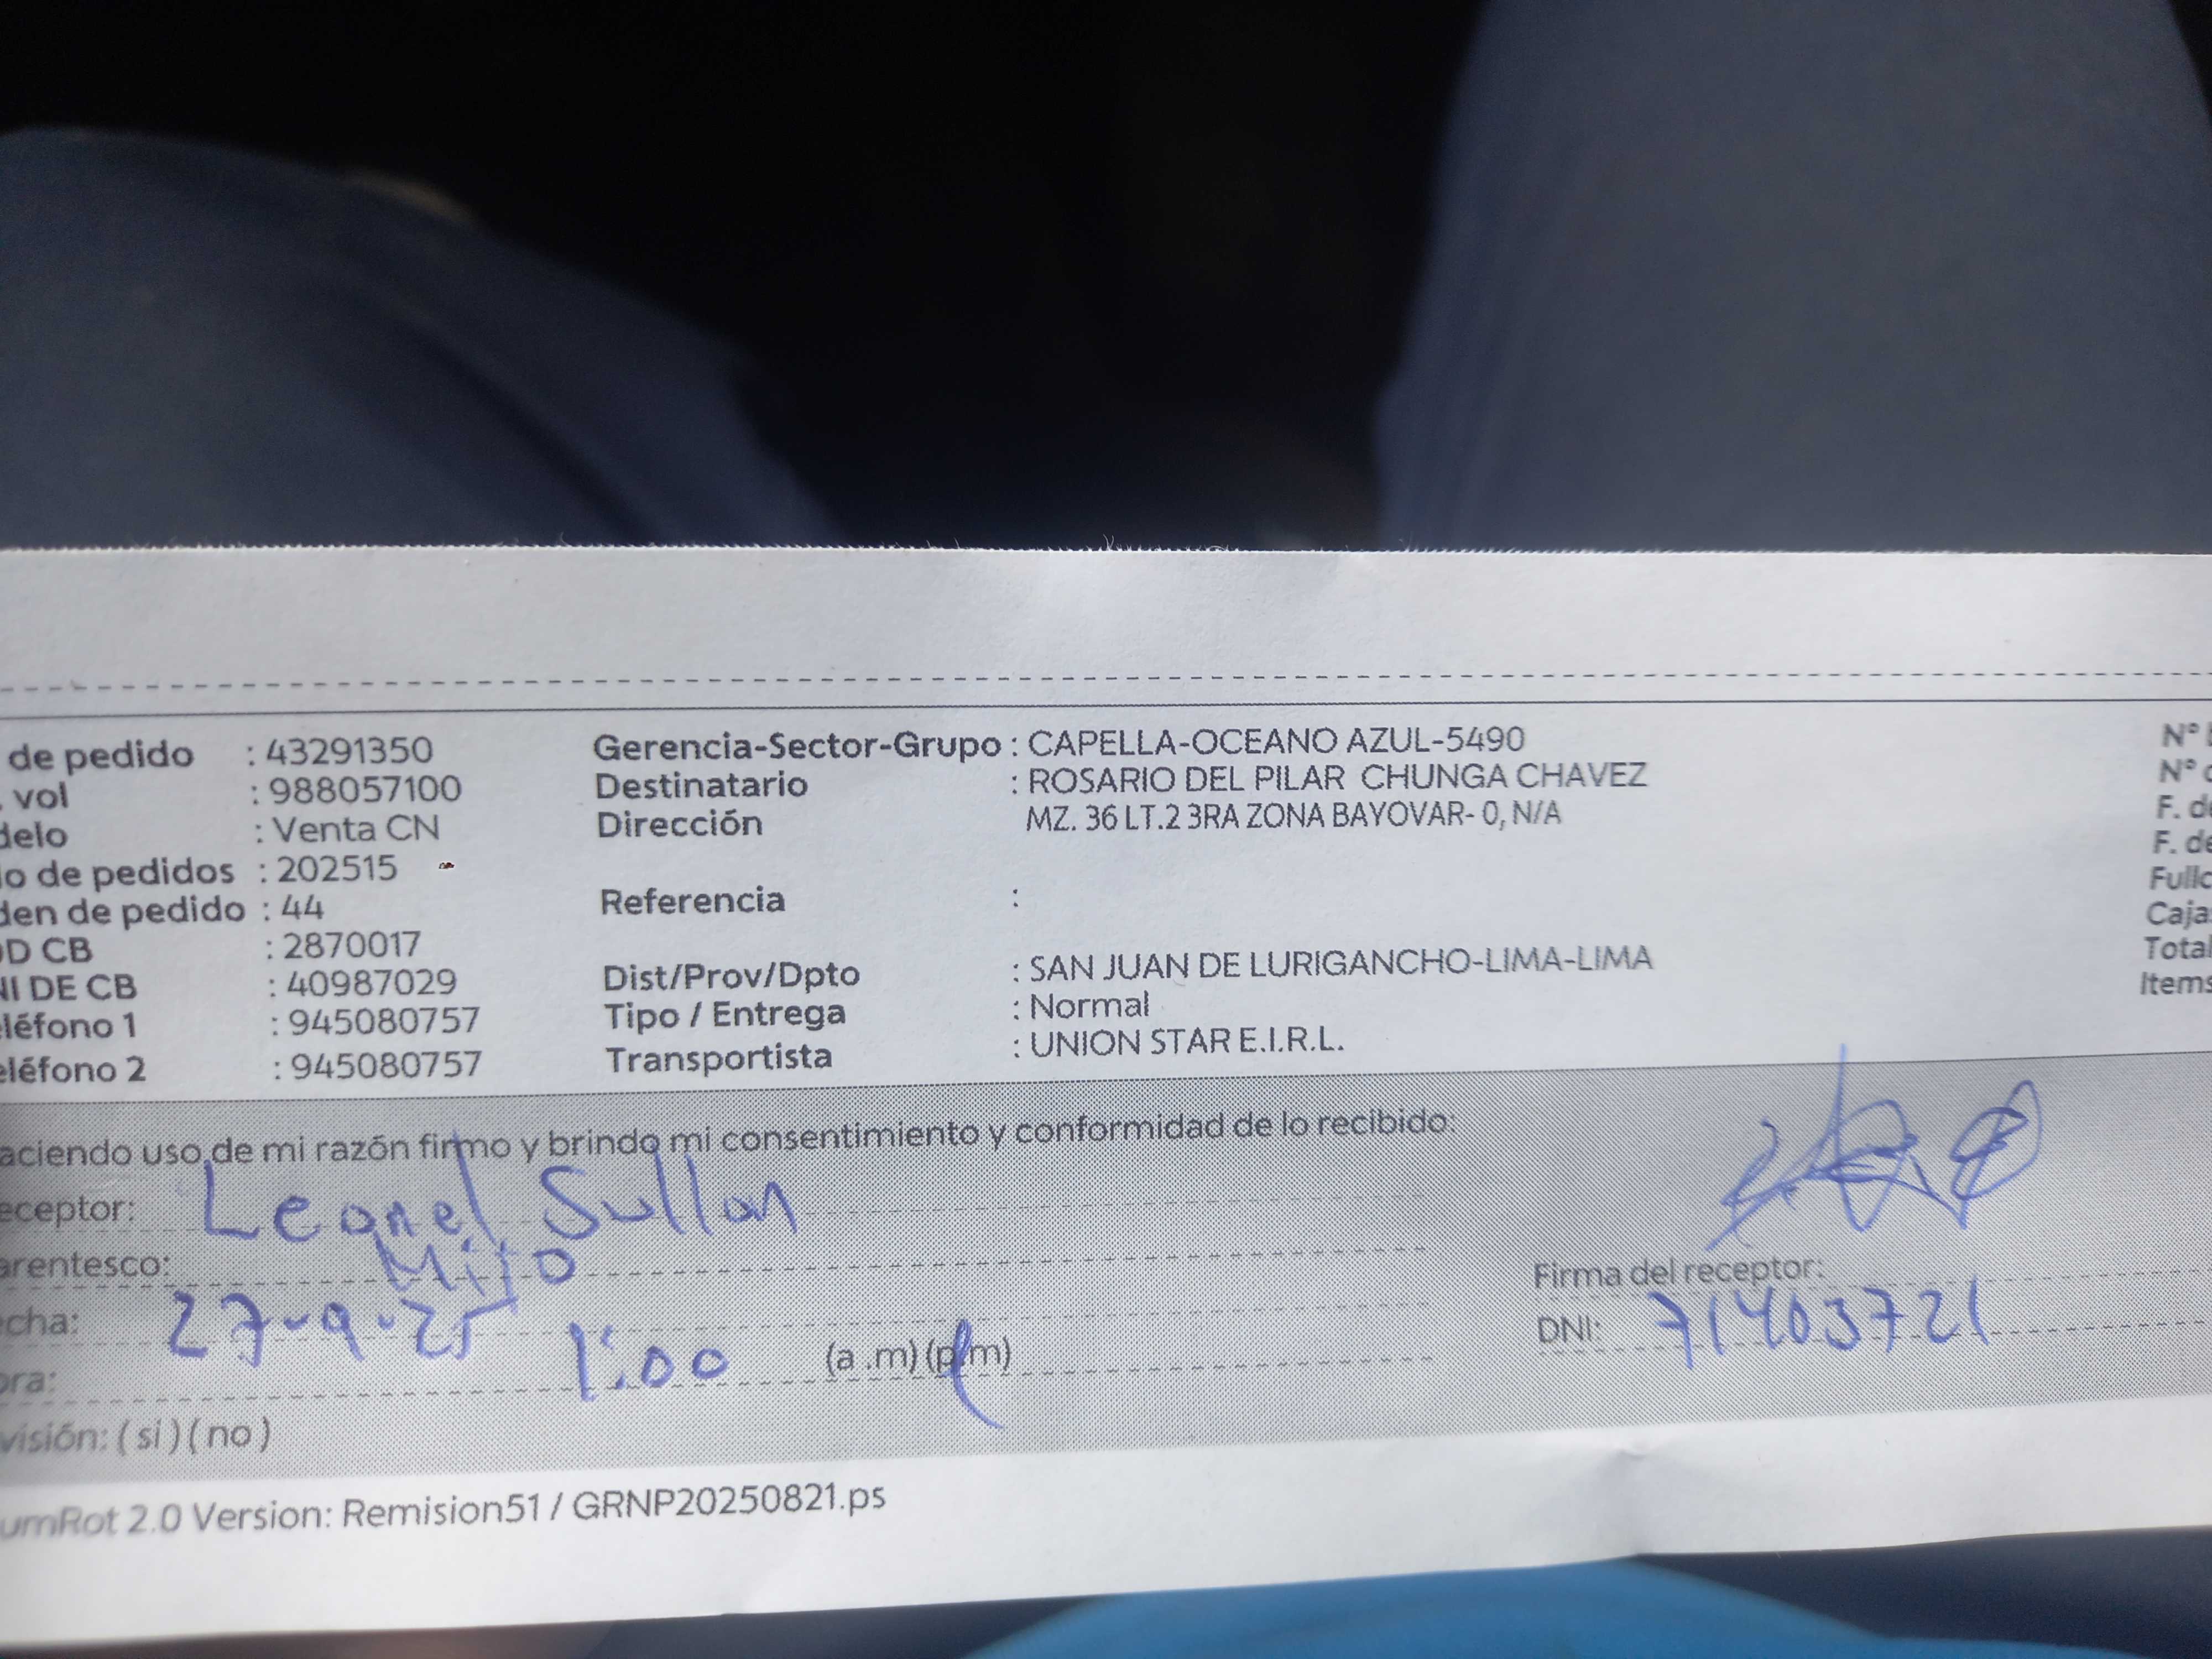 de pedido : 43291350 Gerencia-Sector-Grupo : CAPELLA-OCEANO AZUL-5490 N°
vol : 988057100 Destinatario : ROSARIO DEL PILAR CHUNGA CHAVEZ N°
delo : Venta CN Dirección MZ. 36 LT.2 3RA ZONA BAYOVAR- 0, N/A F. de
o de pedidos : 202515 F. de
den de pedido : 44 Referencia : Fullc
D CB : 2870017 Caja
NI DE CB : 40987029 Dist/Prov/Dpto : SAN JUAN DE LURIGANCHO-LIMA-LIMA Total
eléfono 1 : 945080757 Tipo / Entrega : Normal Items
eléfono 2 : 945080757 Transportista : UNION STAR E.I.R.L.
aciendo uso de mi razón firmo y brindo mi consentimiento y conformidad de lo recibido:
eceptor: Leonel Sullon
arentesco: Hijo Firma del receptor:
cha: 27-9-25 DNI: 71403721
ora: 1:00 (a .m) (p.m)
visión: ( si ) ( no )
umRot 2.0 Version: Remision51 / GRNP20250821.ps